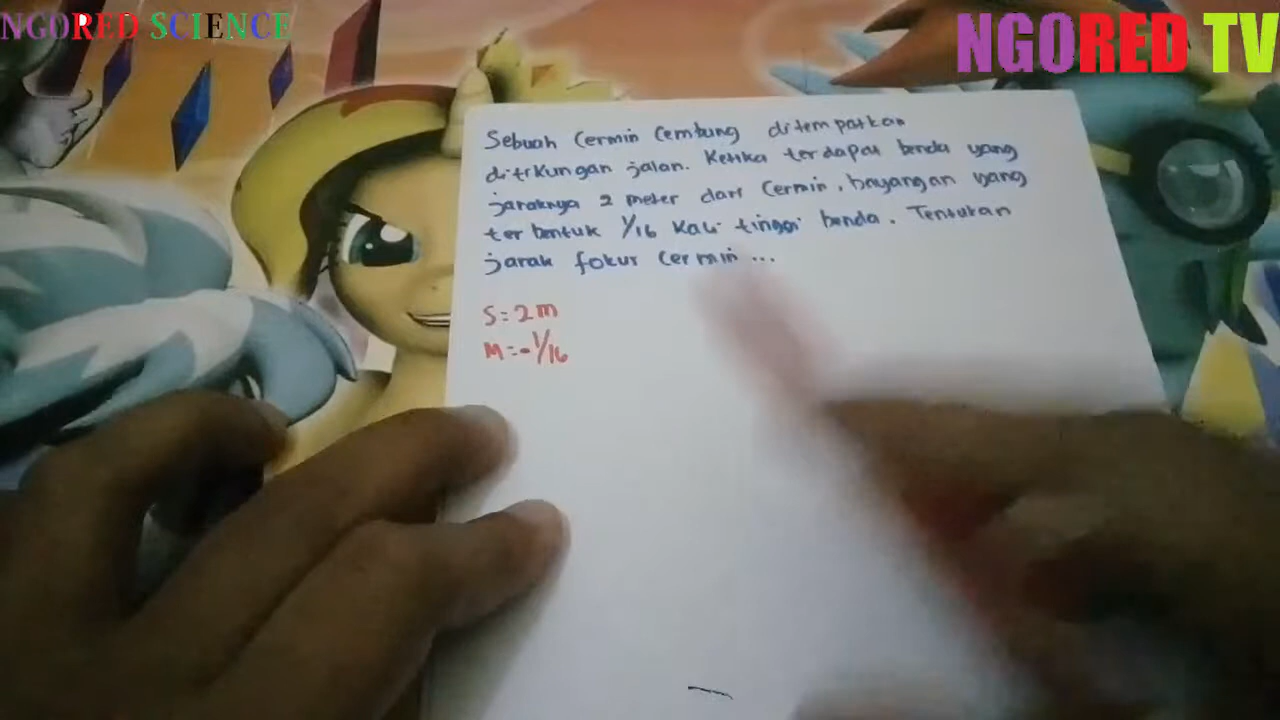 NGORED SCIENCE
NGORED TV
Sebuah Cermin Cembung ditempatkan
ditikungan jalan. Ketika terdapat benda yang
jaraknya 2 meter dari Cermin, bayangan yang
terbentuk 1/16 kali tinggi benda. Tentukan
jarak fokus Cermin ...
S = 2 m
M = -1/16